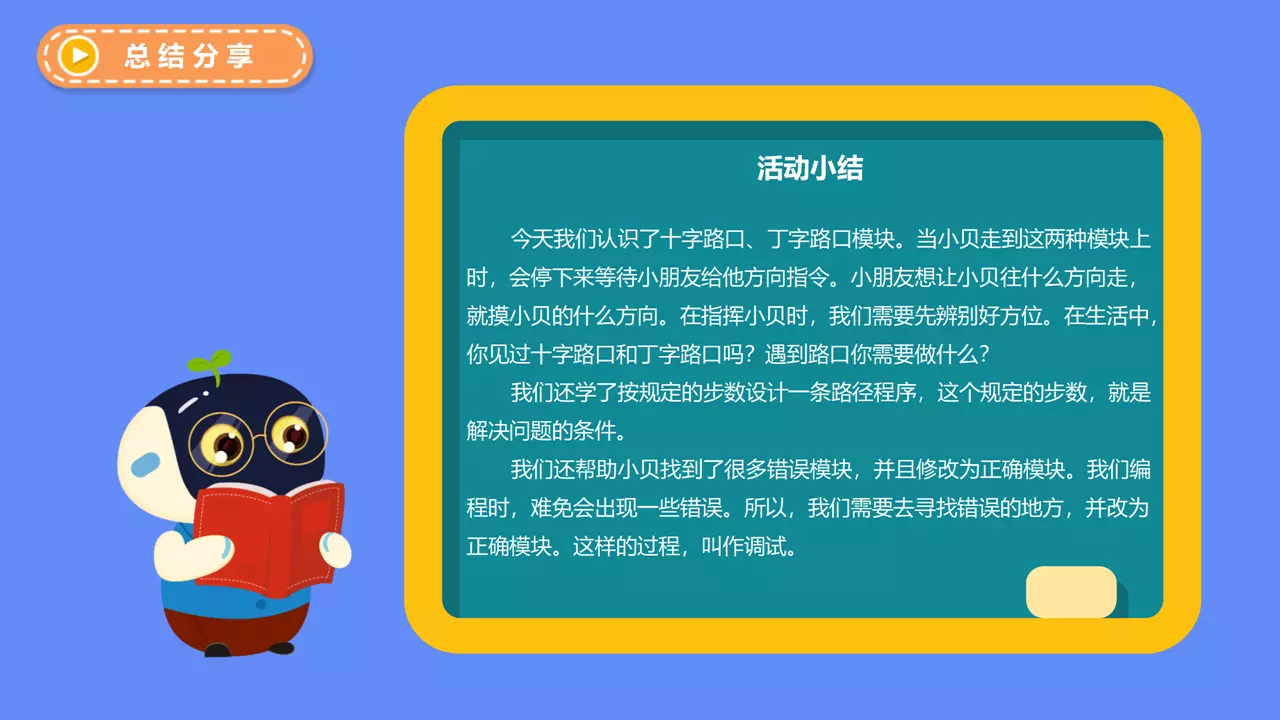 总结分享
活动小结
今天我们认识了十字路口、丁字路口模块。当小贝走到这两种模块上
时，会停下来等待小朋友给他方向指令。小朋友想让小贝往什么方向走，
就摸小贝的什么方向。在指挥小贝时，我们需要先辨别好方位。在生活中，
你见过十字路口和丁字路口吗？遇到路口你需要做什么？
我们还学了按规定的步数设计一条路径程序，这个规定的步数，就是
解决问题的条件。
我们还帮助小贝找到了很多错误模块，并且修改为正确模块。我们编
程时，难免会出现一些错误。所以，我们需要去寻找错误的地方，并改为
正确模块。这样的过程，叫作调试。